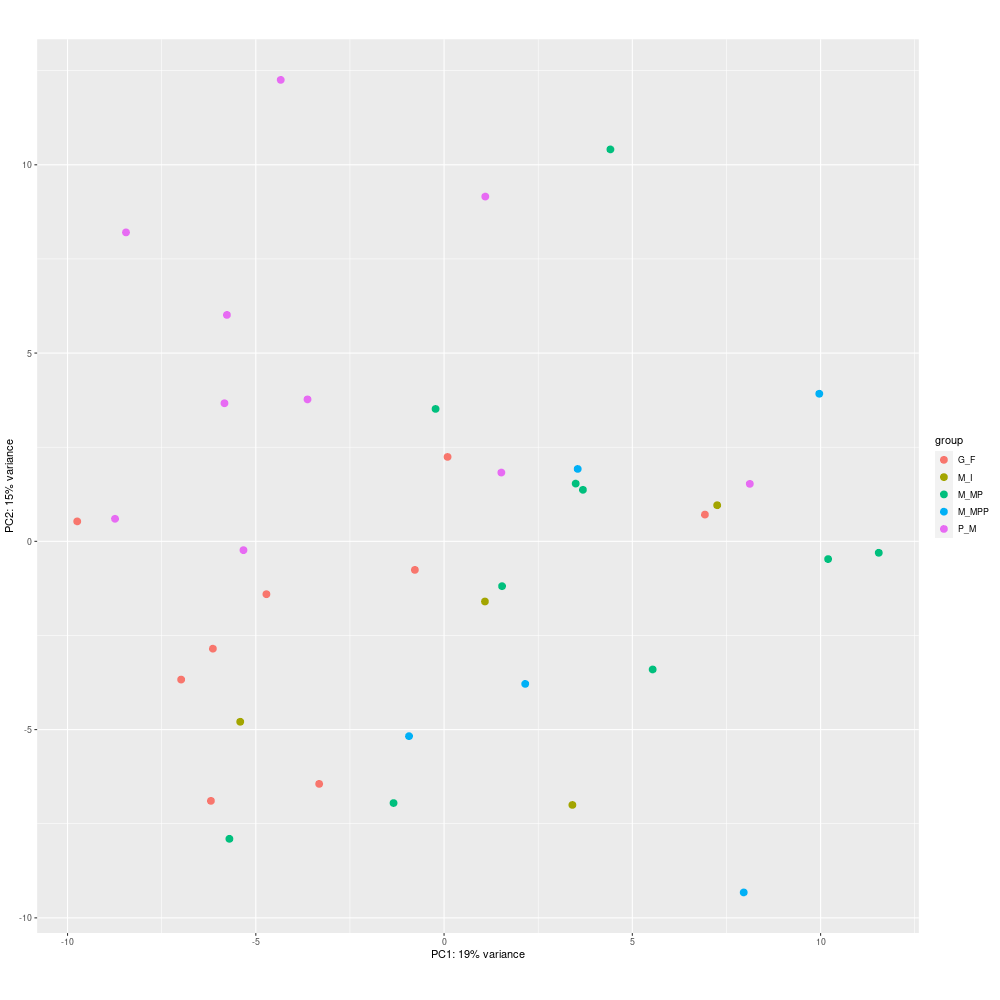 10
5
0
-5
-10
-10
-5
0
5
10
PC1: 19% variance
PC2: 15% variance
group
G_F
M_I
M_MP
M_MPP
P_M